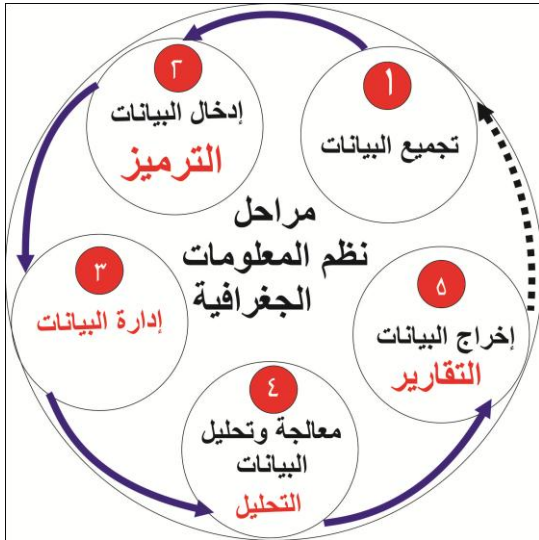 مراحل
نظم المعلومات
الجغرافية
١
تجميع البيانات
٢
إدخال البيانات
الترميز
٣
إدارة البيانات
٤
معالجة وتحليل
البيانات
التحليل
٥
إخراج البيانات
التقارير